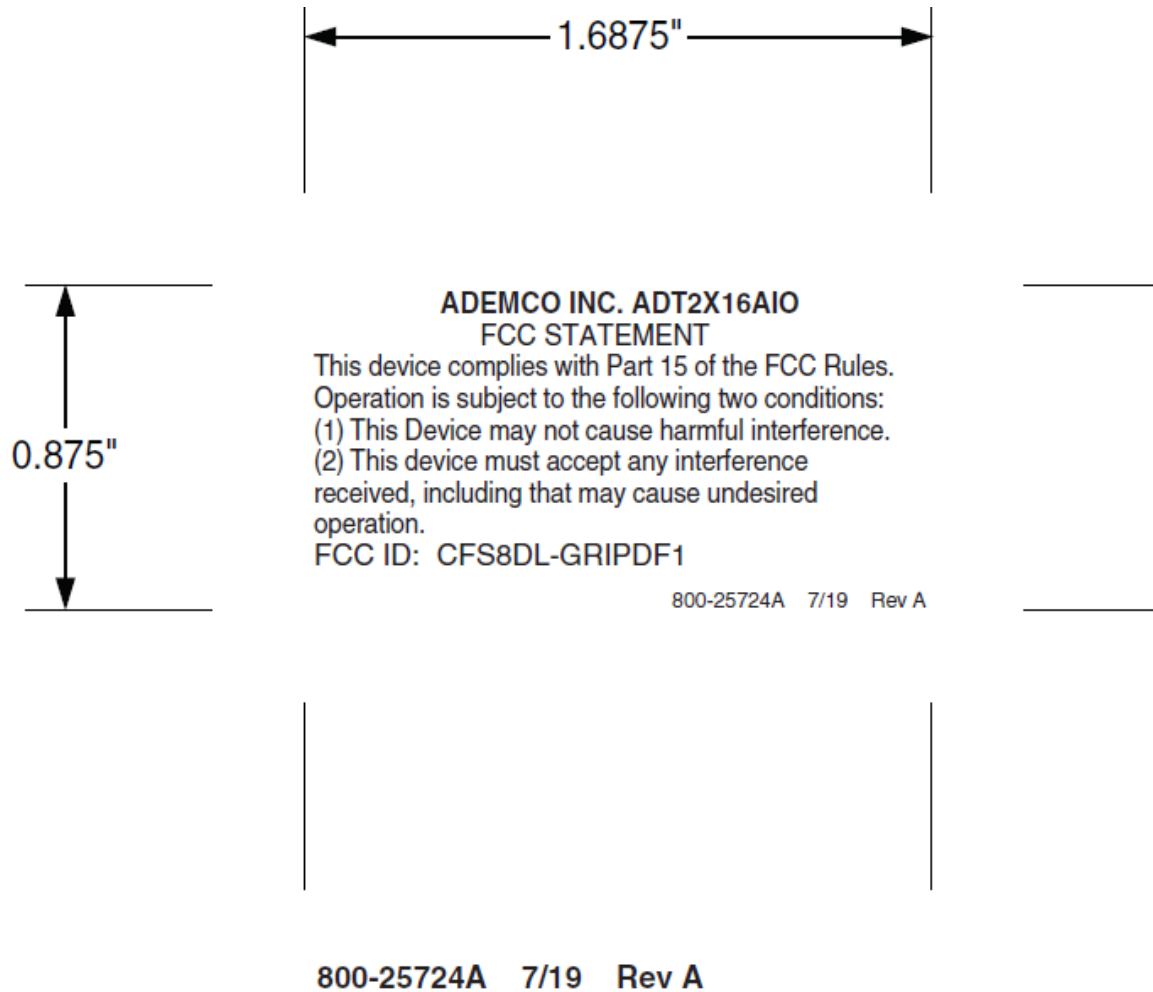 1.6875"
ADEMCO INC. ADT2X16AIO
FCC STATEMENT
This device complies with Part 15 of the FCC Rules.
Operation is subject to the following two conditions:
(1) This Device may not cause harmful interference.
(2) This device must accept any interference
received, including that may cause undesired
operation.
FCC ID: CFS8DL-GRIPDF1
0.875"
800-25724A 7/19 Rev A
800-25724A 7/19 Rev A